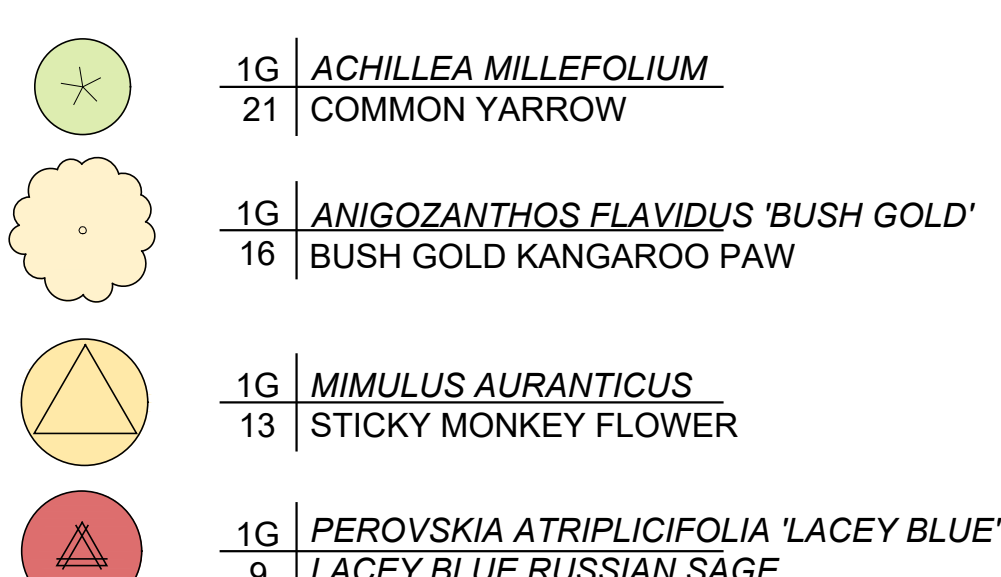 1G ACHILLEA MILLEFOLIUM
21 COMMON YARROW
1G ANIGOZANTHOS FLAVIDUS 'BUSH GOLD'
16 BUSH GOLD KANGAROO PAW
1G MIMULUS AURANTICUS
13 STICKY MONKEY FLOWER
1G PEROVSKIA ATRIPLICIFOLIA 'LACEY BLUE'
9 LACEY BLUE RUSSIAN SAGE